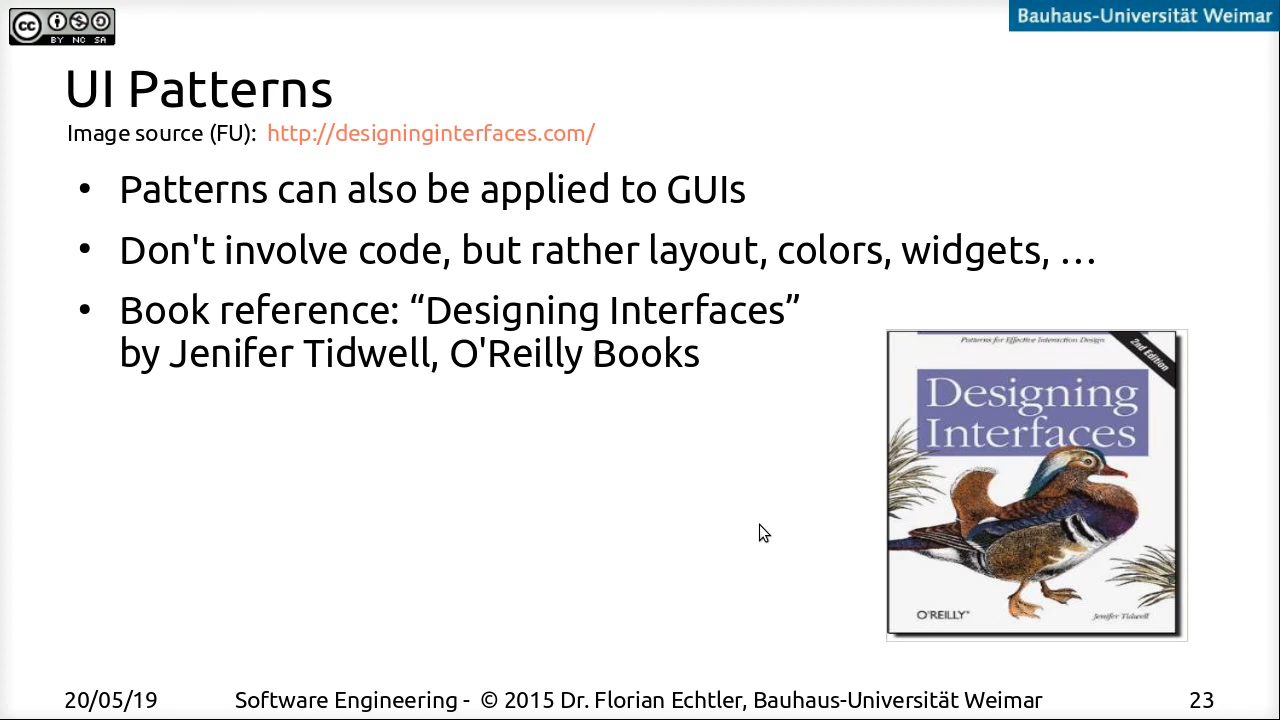 cc
BY NC SA
Bauhaus-Universität Weimar
UI Patterns
Image source (FU): http://designinginterfaces.com/
• Patterns can also be applied to GUIs
• Don't involve code, but rather layout, colors, widgets, …
• Book reference: “Designing Interfaces”
by Jenifer Tidwell, O'Reilly Books
Patterns for Effective Interaction Design
2nd Edition
Designing
Interfaces
O'REILLY®
Jenifer Tidwell
20/05/19 Software Engineering - © 2015 Dr. Florian Echtler, Bauhaus-Universität Weimar 23